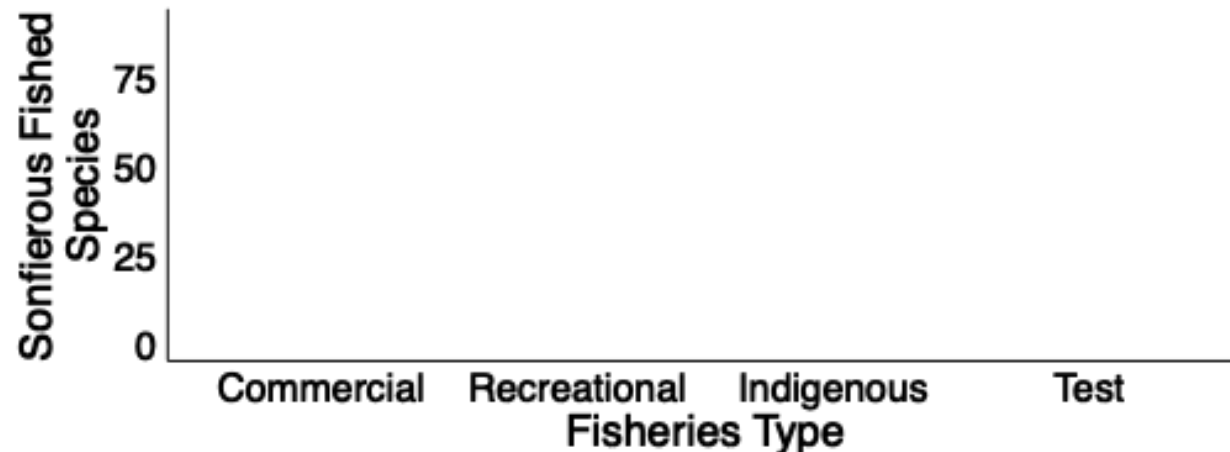 Sonfierous Fished
Species
75
50
25
0
Commercial Recreational Indigenous Test
Fisheries Type